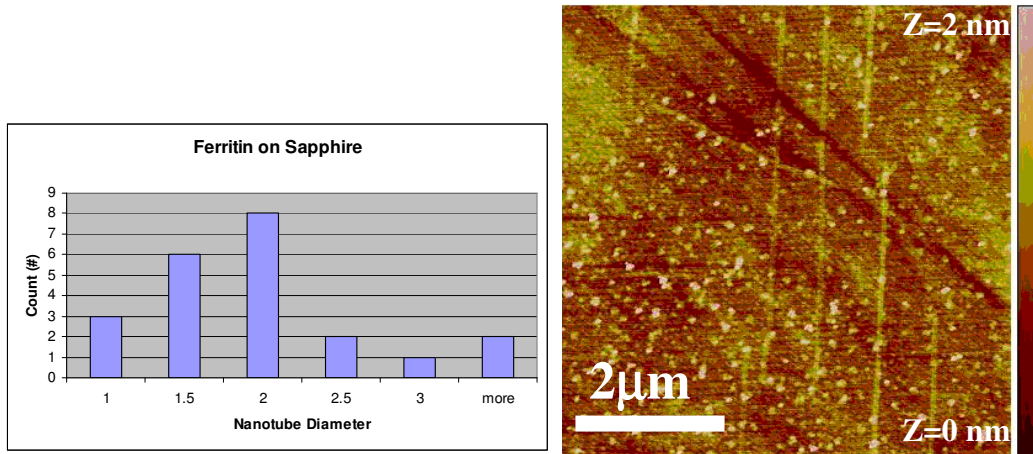 Ferritin on Sapphire
Count (#)
9
8
7
6
5
4
3
2
1
0
1 1.5 2 2.5 3 more
Nanotube Diameter
Z=2 nm
2μm
Z=0 nm